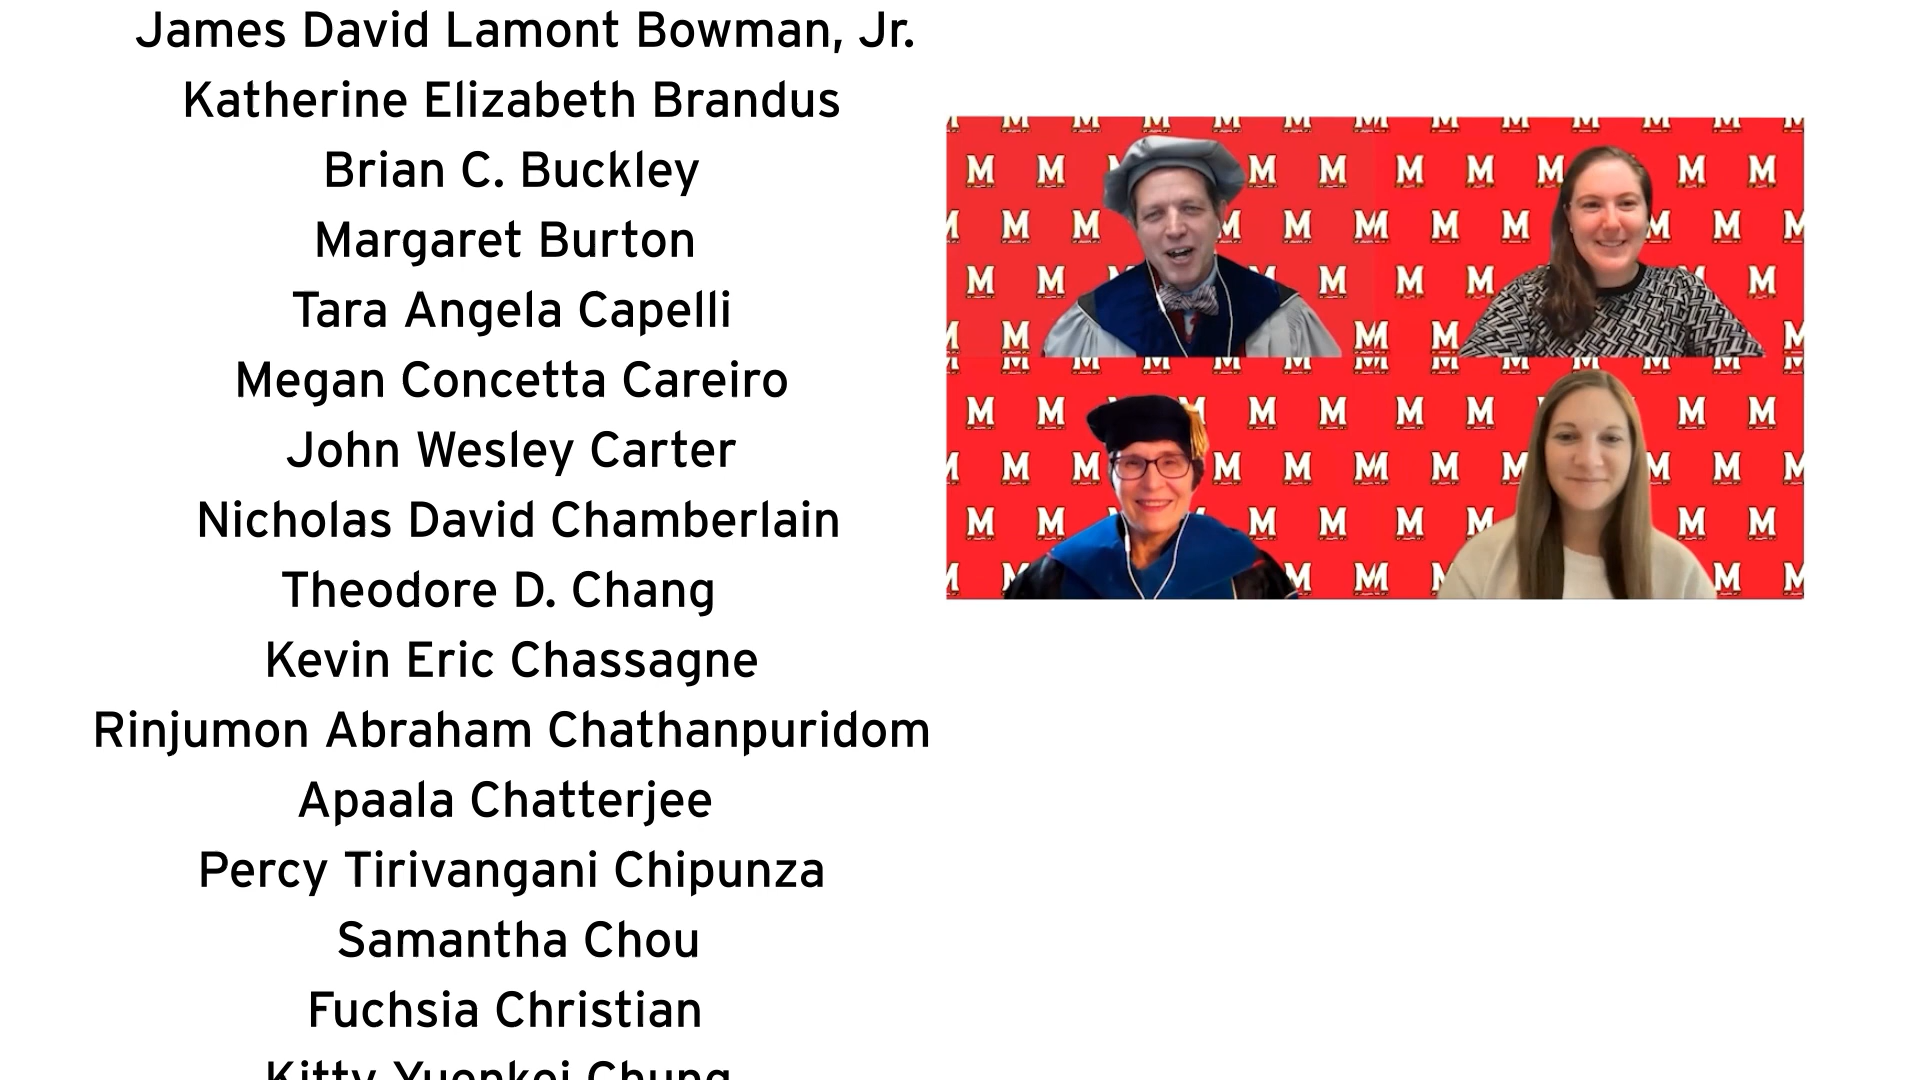 James David Lamont Bowman, Jr.
Katherine Elizabeth Brandus
Brian C. Buckley
Margaret Burton
Tara Angela Capelli
Megan Concetta Careiro
John Wesley Carter
Nicholas David Chamberlain
Theodore D. Chang
Kevin Eric Chassagne
Rinjumon Abraham Chathanpuridom
Apaala Chatterjee
Percy Tirivangani Chipunza
Samantha Chou
Fuchsia Christian
Kitty Chung